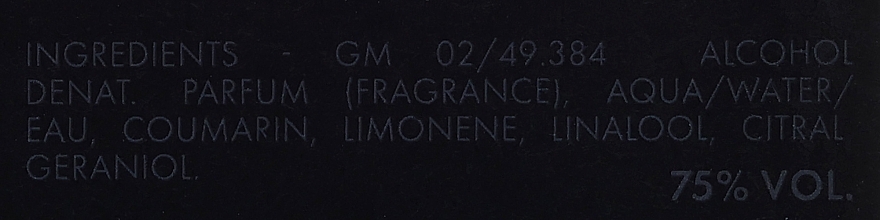 INGREDIENTS - GM 02/49.384 ALCOHOL
DENAT. PARFUM (FRAGRANCE), AQUA/WATER/
EAU, COUMARIN, LIMONENE, LINALOOL, CITRAL
GERANIOL.
75% VOL.